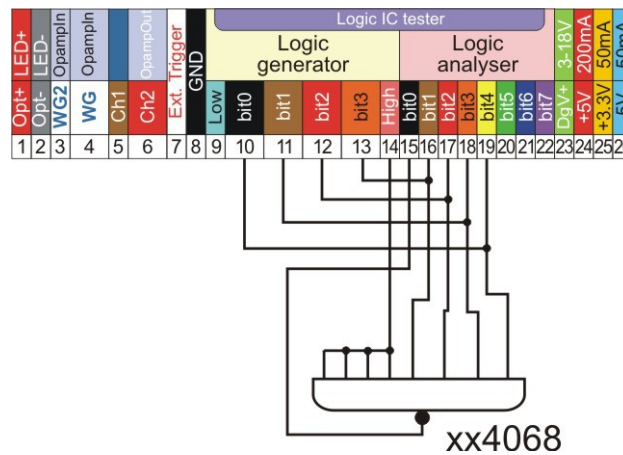 Logic IC tester
Logic generator
Logic analyser
LED+
LED-
OpampIn
OpampIn
OpampOut
3-18V
200mA
50mA
50mA
Opt+
Opt-
WG2
WG
Ch1
Ch2
Ext. Trigger
GND
Low
bit0
bit1
bit2
bit3
High
bit0
bit1
bit2
bit3
bit4
bit5
bit6
bit7
DgV+
+5V
+3.3V
1 2 3 4 5 6 7 8 9 10 11 12 13 14 15 16 17 18 19 20 21 22 23 24 25
xx4068